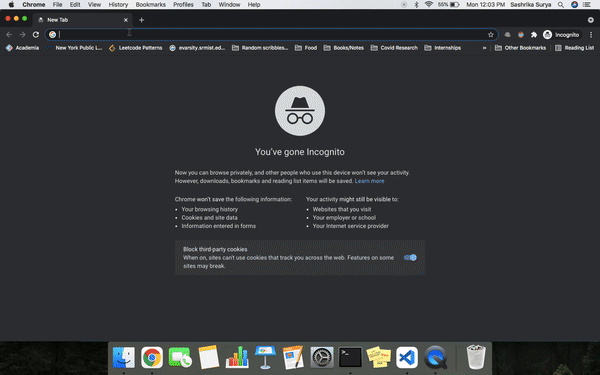 Chrome File Edit View History Bookmarks Profiles Tab Window Help 55% Mon 12:03 PM Sashrika Surya
New Tab
Incognito
Academia New York Public L... Leetcode Patterns evarsity.srmist.ed... Random scribbles... Food Books/Notes Covid Research Internships » Other Bookmarks Reading List
You've gone Incognito
Now you can browse privately, and other people who use this device won't see your activity.
However, downloads, bookmarks and reading list items will be saved. Learn more
Chrome won't save the following information:
• Your browsing history
• Cookies and site data
• Information entered in forms
Your activity might still be visible to:
• Websites that you visit
• Your employer or school
• Your Internet service provider
Block third-party cookies
When on, sites can't use cookies that track you across the web. Features on some
sites may break.